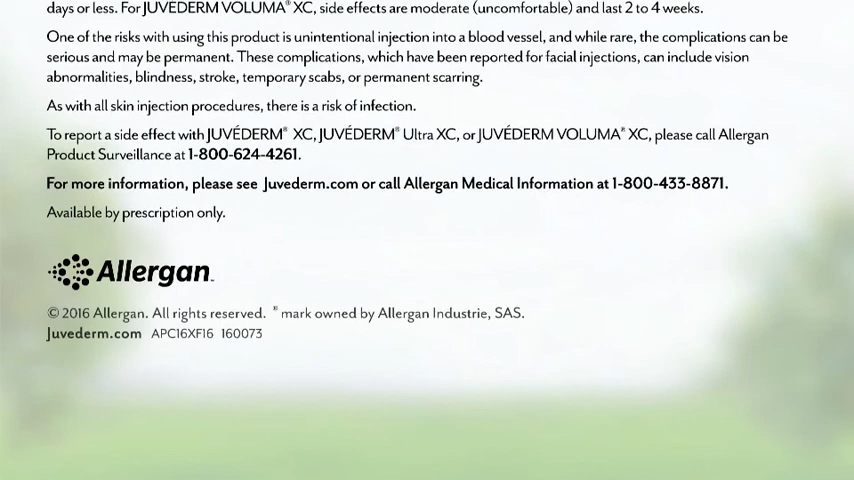 days or less. For JUVÉDERM VOLUMA® XC, side effects are moderate (uncomfortable) and last 2 to 4 weeks.
One of the risks with using this product is unintentional injection into a blood vessel, and while rare, the complications can be
serious and may be permanent. These complications, which have been reported for facial injections, can include vision
abnormalities, blindness, stroke, temporary scabs, or permanent scarring.
As with all skin injection procedures, there is a risk of infection.
To report a side effect with JUVÉDERM® XC, JUVÉDERM® Ultra XC, or JUVÉDERM VOLUMA® XC, please call Allergan
Product Surveillance at 1-800-624-4261.
For more information, please see Juvederm.com or call Allergan Medical Information at 1-800-433-8871.
Available by prescription only.
Allergan™
© 2016 Allergan. All rights reserved. ® mark owned by Allergan Industrie, SAS.
Juvederm.com APC16XF16 160073